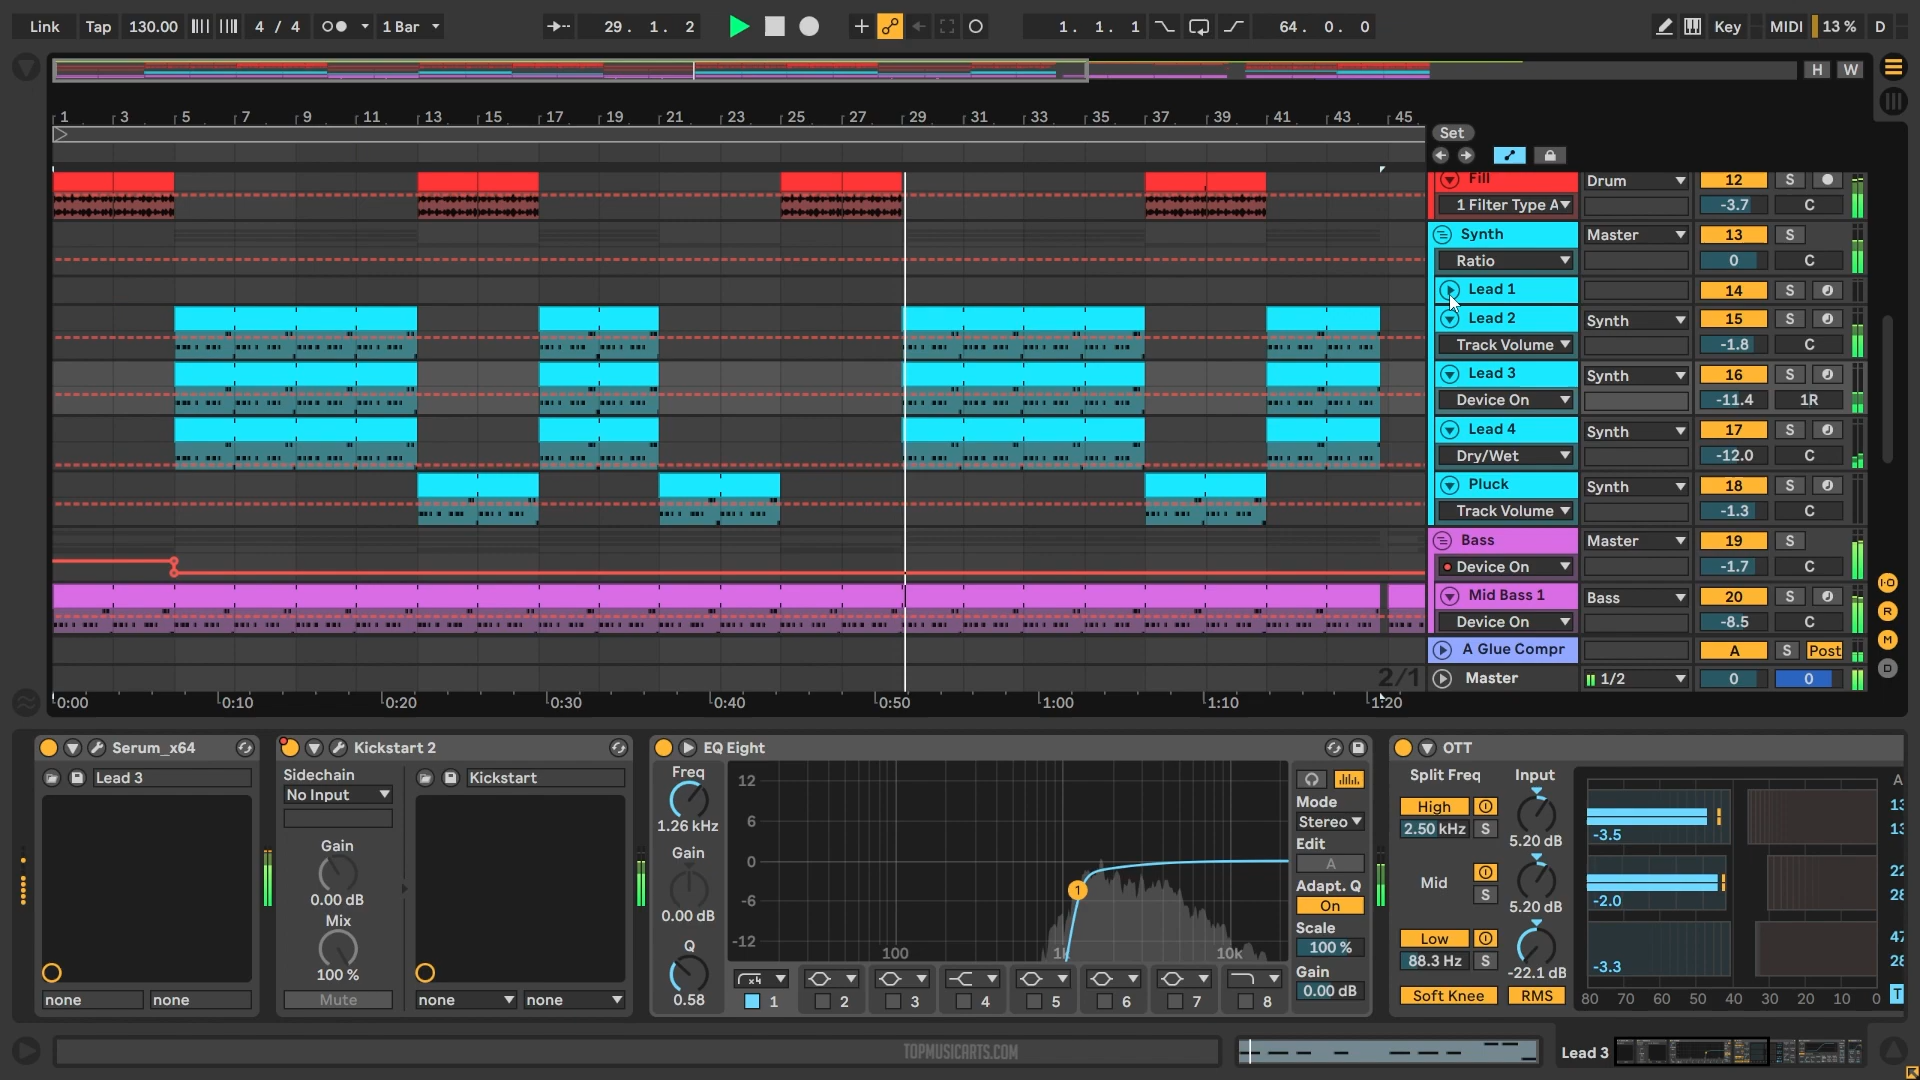 Link Tap 130.00 4 / 4 1 Bar 29. 1. 2 1. 1. 1 64. 0. 0 Key MIDI 13 % D
H W
1 3 5 7 9 11 13 15 17 19 21 23 25 27 29 31 33 35 37 39 41 43 45
Set
Fill Drum 12 S
1 Filter Type A -3.7 C
Synth Master 13 S
Ratio 0 C
Lead 1 14 S
Lead 2 Synth 15 S
Track Volume -1.8 C
Lead 3 Synth 16 S
Device On -11.4 1R
Lead 4 Synth 17 S
Dry/Wet -12.0 C
Pluck Synth 18 S
Track Volume -1.3 C
Bass Master 19 S
Device On -1.7 C
Mid Bass 1 Bass 20 S
Device On -8.5 C
A Glue Compr A S Post
2/1 Master 1/2 0 0
I·O
R
M
D
0:00 0:10 0:20 0:30 0:40 0:50 1:00 1:10 1:20
Serum_x64
Lead 3
none none
Kickstart 2
Sidechain
No Input
Gain
0.00 dB
Mix
100 %
Mute
Kickstart
none none
EQ Eight
Freq
1.26 kHz
Gain
0.00 dB
Q
0.58
12
6
0
-6
-12
1
100 1k 10k
x4
1 2 3 4 5 6 7 8
Mode
Stereo
Edit
A
Adapt. Q
On
Scale
100 %
Gain
0.00 dB
OTT
Split Freq Input
High
2.50 kHz S 5.20 dB
Mid
S 5.20 dB
Low
88.3 Hz S -22.1 dB
Soft Knee RMS
-3.5
-2.0
-3.3
80 70 60 50 40 30 20 10 0
T
TOPMUSICARTS.COM
Lead 3